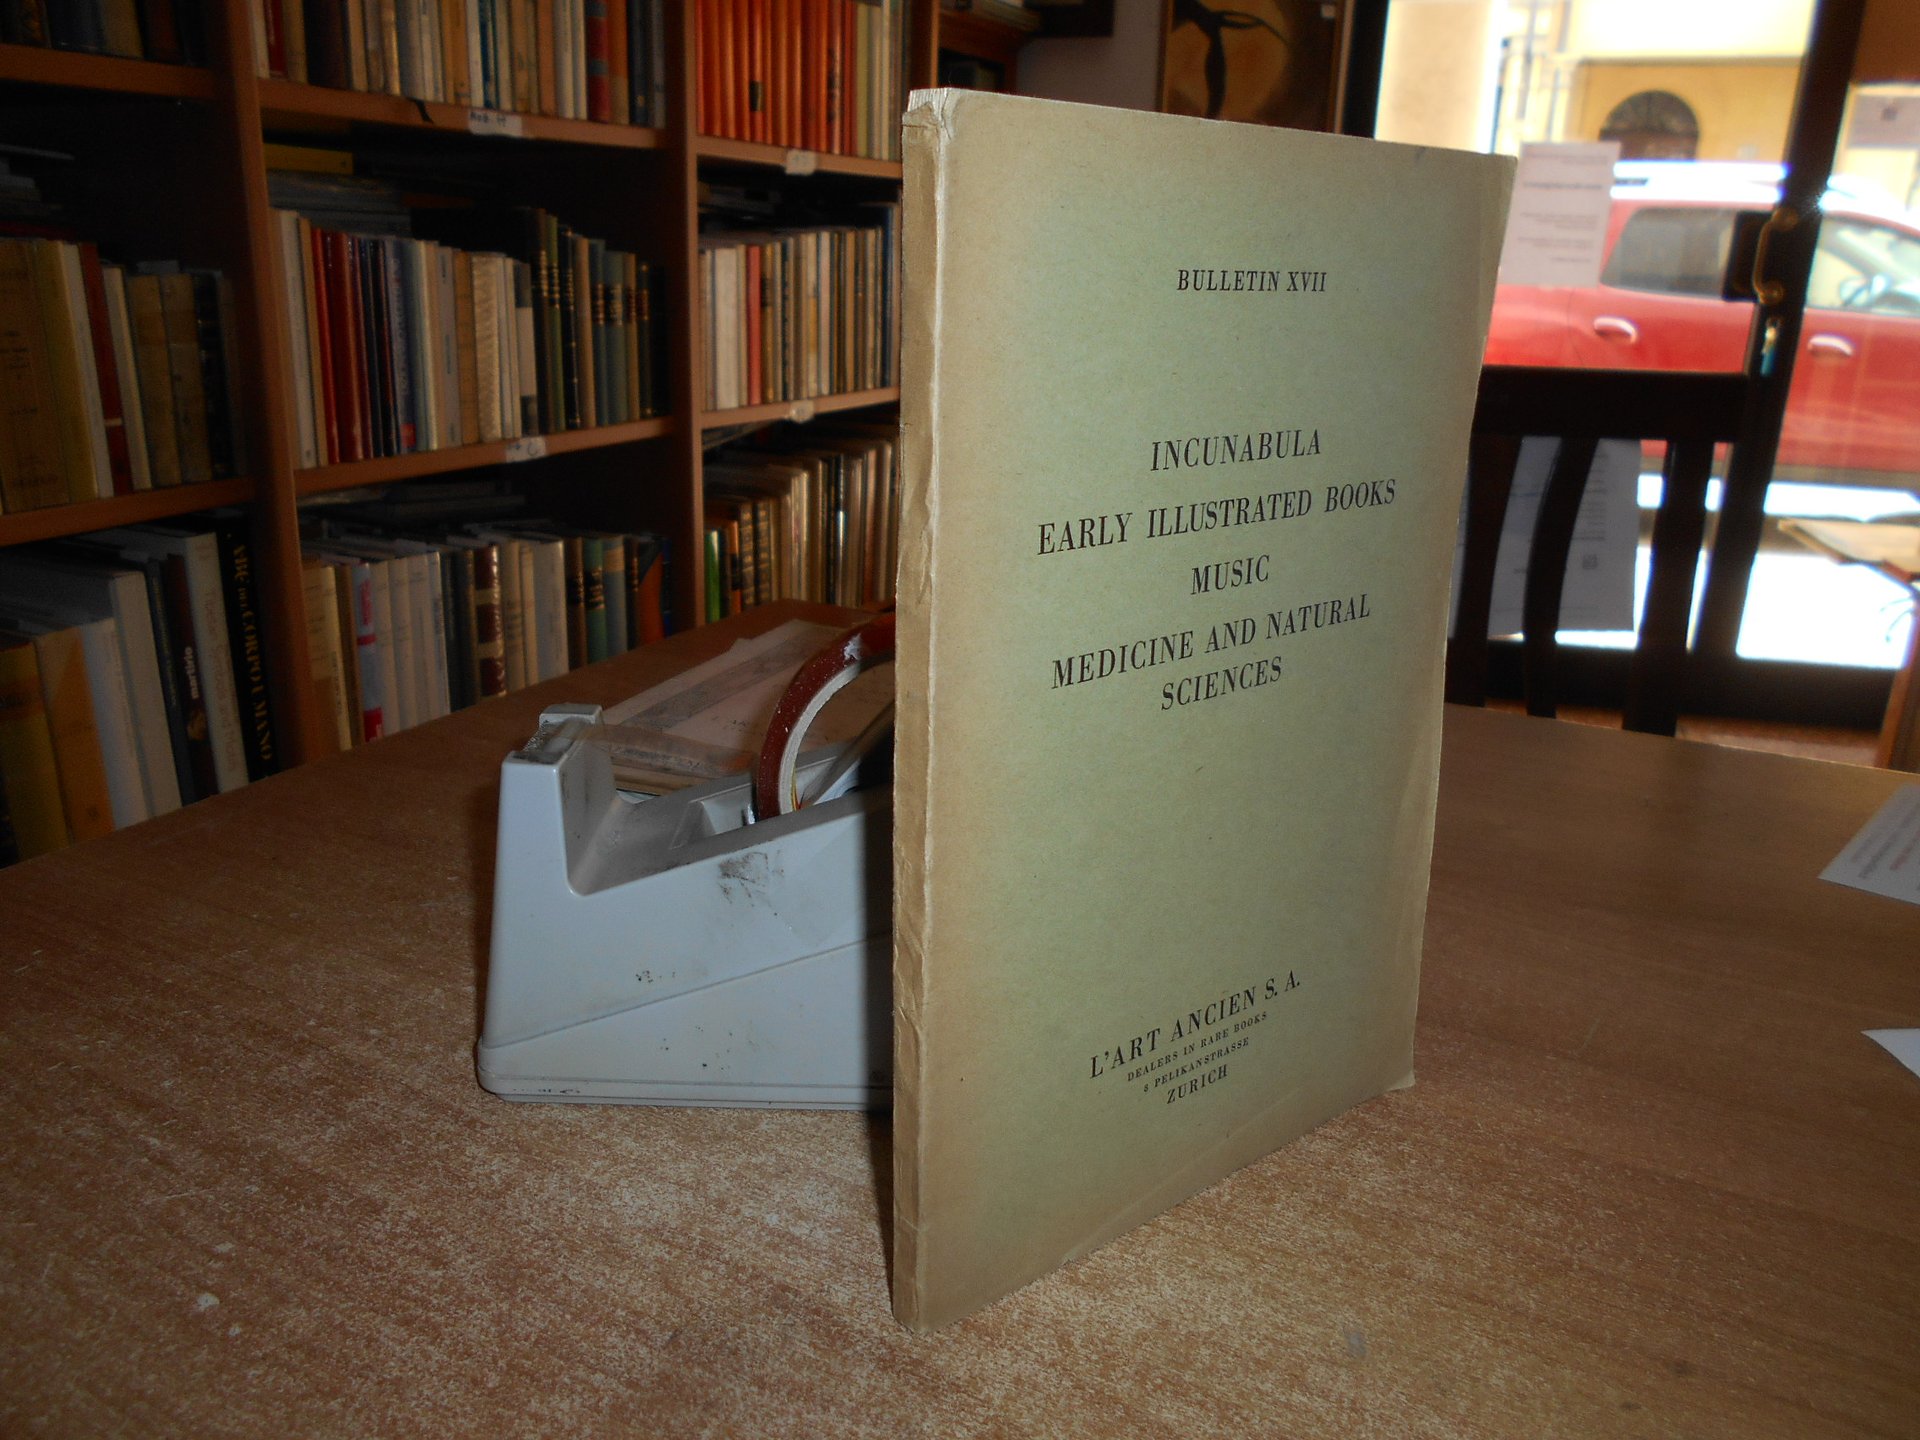 BULLETIN XVII
INCUNABULA
EARLY ILLUSTRATED BOOKS
MUSIC
MEDICINE AND NATURAL
SCIENCES
L'ART ANCIEN S. A.
DEALERS IN RARE BOOKS
8 PELIKANSTRASSE
ZURICH
mariario